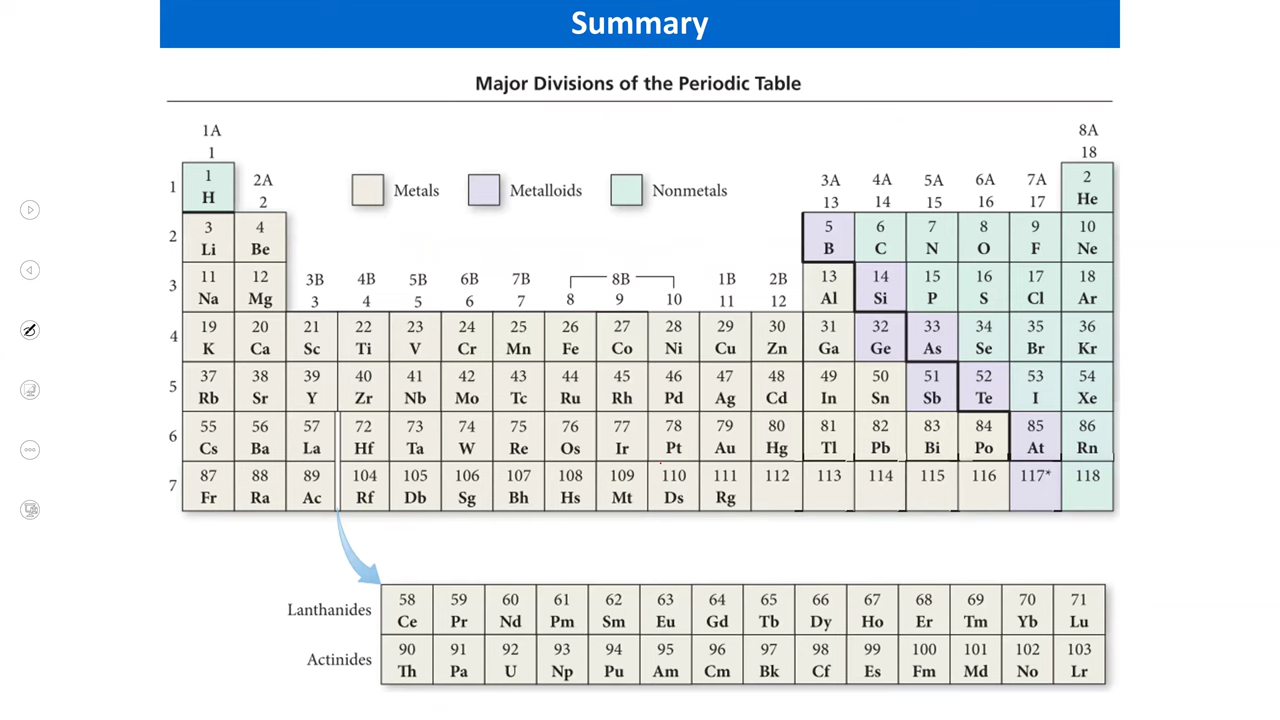 Summary
Major Divisions of the Periodic Table
1A 8A
1 18
1 2A Metals Metalloids Nonmetals 3A 4A 5A 6A 7A 2
1 H 2 13 14 15 16 17 He
2 3 4 5 6 7 8 9 10
Li Be B C N O F Ne
3 11 12 3B 4B 5B 6B 7B 8B 1B 2B 13 14 15 16 17 18
Na Mg 3 4 5 6 7 8 9 10 11 12 Al Si P S Cl Ar
4 19 20 21 22 23 24 25 26 27 28 29 30 31 32 33 34 35 36
K Ca Sc Ti V Cr Mn Fe Co Ni Cu Zn Ga Ge As Se Br Kr
5 37 38 39 40 41 42 43 44 45 46 47 48 49 50 51 52 53 54
Rb Sr Y Zr Nb Mo Tc Ru Rh Pd Ag Cd In Sn Sb Te I Xe
6 55 56 57 72 73 74 75 76 77 78 79 80 81 82 83 84 85 86
Cs Ba La Hf Ta W Re Os Ir Pt Au Hg Tl Pb Bi Po At Rn
7 87 88 89 104 105 106 107 108 109 110 111 112 113 114 115 116 117* 118
Fr Ra Ac Rf Db Sg Bh Hs Mt Ds Rg
Lanthanides 58 59 60 61 62 63 64 65 66 67 68 69 70 71
Ce Pr Nd Pm Sm Eu Gd Tb Dy Ho Er Tm Yb Lu
Actinides 90 91 92 93 94 95 96 97 98 99 100 101 102 103
Th Pa U Np Pu Am Cm Bk Cf Es Fm Md No Lr